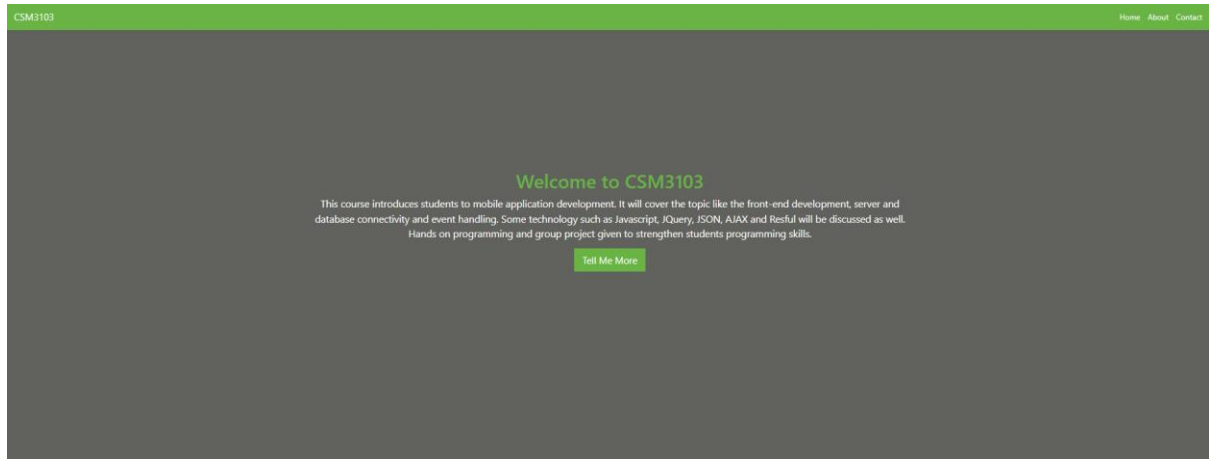 CSM3103
Home About Contact
Welcome to CSM3103
This course introduces students to mobile application development. It will cover the topic like the front-end development, server and
database connectivity and event handling. Some technology such as Javascript, JQuery, JSON, AJAX and Resful will be discussed as well.
Hands on programming and group project given to strengthen students programming skills.
Tell Me More